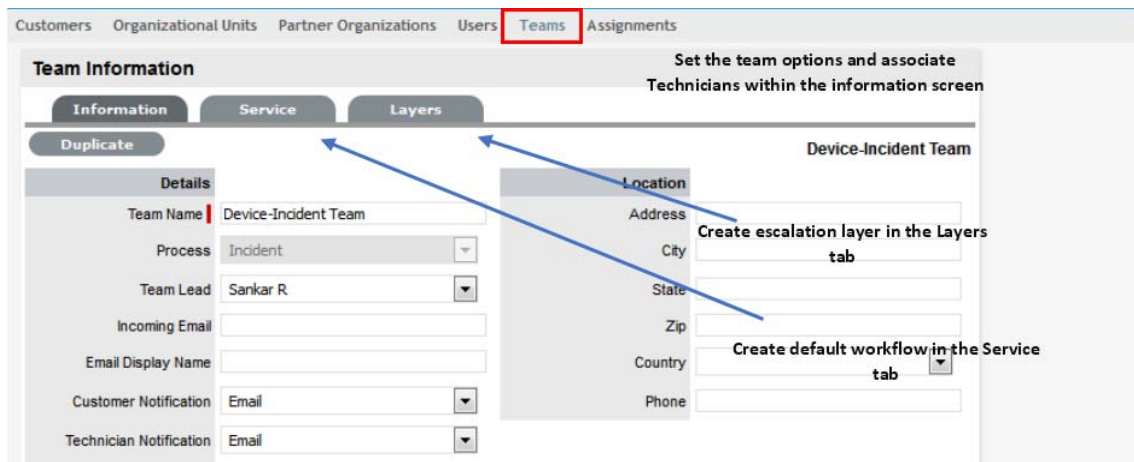 Customers Organizational Units Partner Organizations Users Teams Assignments
Team Information
Set the team options and associate
Technicians within the information screen
Information Service Layers
Duplicate
Device-Incident Team
Details
Team Name Device-Incident Team
Process Incident
Team Lead Sankar R
Incoming Email
Email Display Name
Customer Notification Email
Technician Notification Email
Location
Address
Create escalation layer in the Layers
tab
City
State
Zip
Create default workflow in the Service
tab
Country
Phone